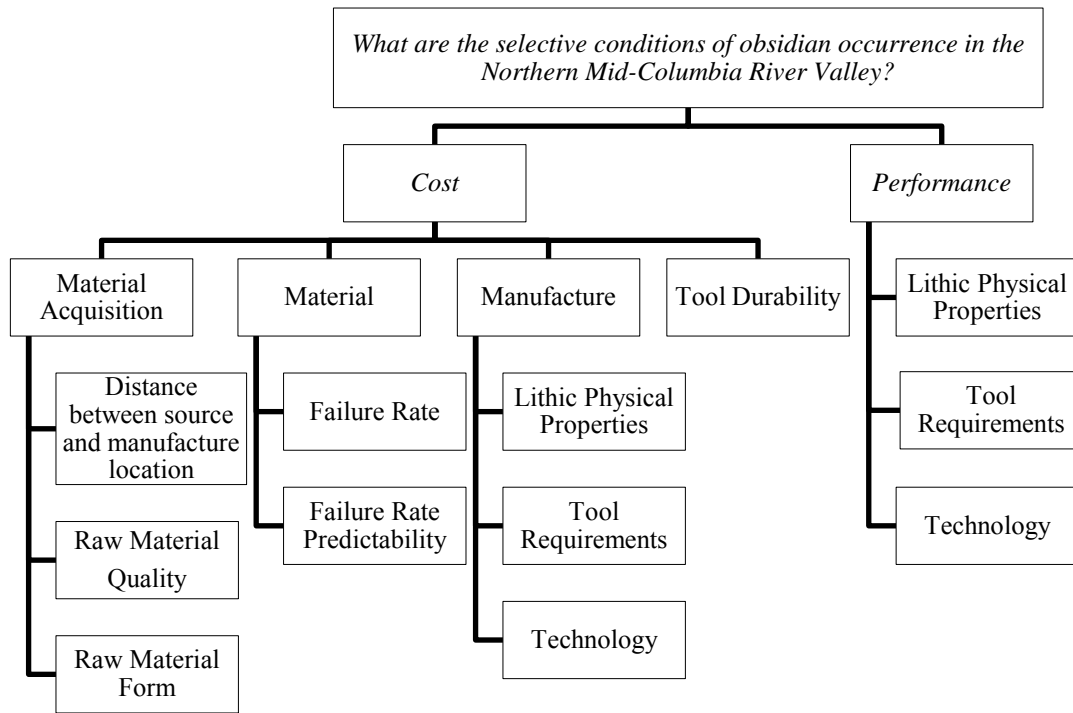 What are the selective conditions of obsidian occurrence in the
Northern Mid-Columbia River Valley?
Cost
Performance
Material
Acquisition
Material
Manufacture
Tool Durability
Lithic Physical
Properties
Distance
between source
and manufacture
location
Failure Rate
Lithic Physical
Properties
Tool
Requirements
Raw Material
Quality
Failure Rate
Predictability
Tool
Requirements
Technology
Raw Material
Form
Technology